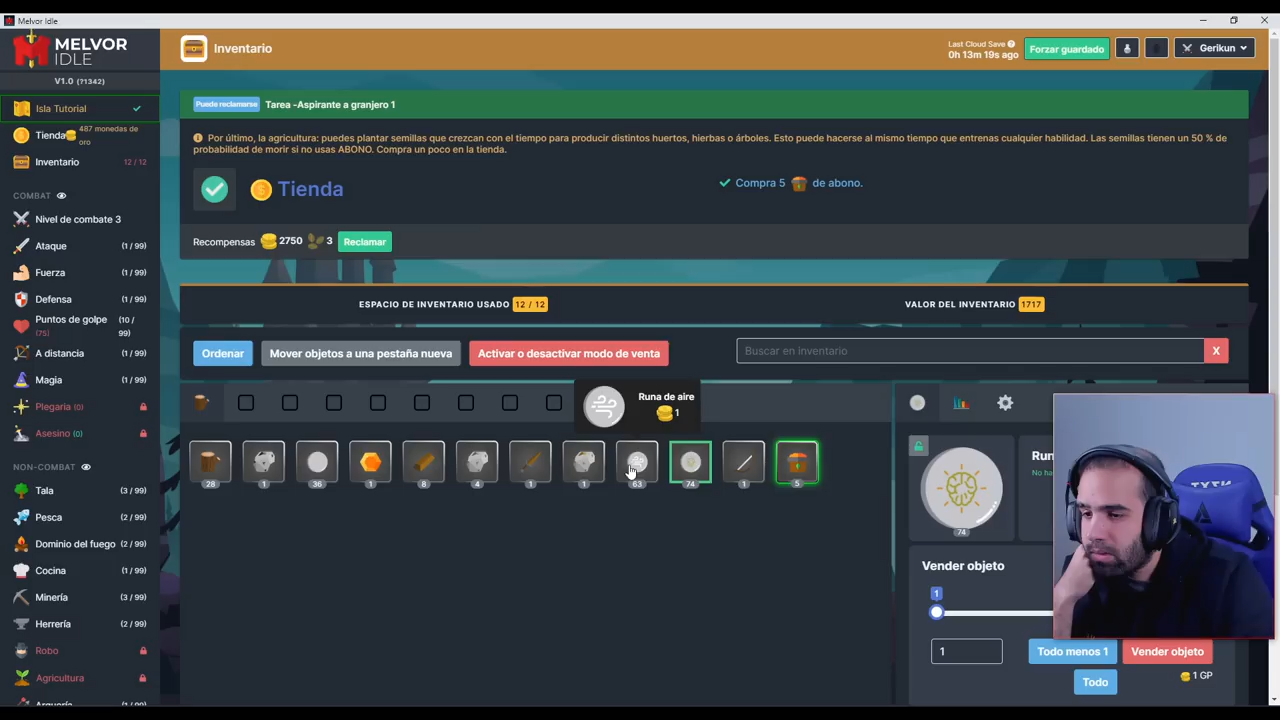 Melvor Idle
MELVOR
IDLE
V1.0 (?1342)
Isla Tutorial
Tienda
487 monedas de
oro
Inventario
12 / 12
COMBAT
Nivel de combate 3
Ataque (1 / 99)
Fuerza (1 / 99)
Defensa (1 / 99)
Puntos de golpe (10 /
(75) 99)
A distancia (1 / 99)
Magia (1 / 99)
Plegaria (0)
Asesino (0)
NON-COMBAT
Tala (3 / 99)
Pesca (2 / 99)
Dominio del fuego (2 / 99)
Cocina (1 / 99)
Minería (3 / 99)
Herrería (2 / 99)
Robo
Agricultura
Inventario
Last Cloud Save
0h 13m 19s ago
Forzar guardado
Gerikun
Puede reclamarse Tarea -Aspirante a granjero 1
Por último, la agricultura: puedes plantar semillas que crezcan con el tiempo para producir distintos huertos, hierbas o árboles. Esto puede hacerse al mismo tiempo que entrenas cualquier habilidad. Las semillas tienen un 50 % de
probabilidad de morir si no usas ABONO. Compra un poco en la tienda.
Tienda
Compra 5 de abono.
Recompensas 2750 3 Reclamar
ESPACIO DE INVENTARIO USADO 12 / 12
VALOR DEL INVENTARIO 1717
Ordenar
Mover objetos a una pestaña nueva
Activar o desactivar modo de venta
Buscar en inventario
X
Runa de aire
1
28 1 36 1 8 4 1 1 63 74 1 5
Run
No ha
74
Vender objeto
1
1
Todo menos 1
Vender objeto
Todo
1 GP